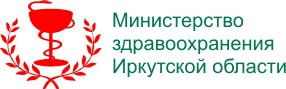 Министерство
здравоохранения
Иркутской области